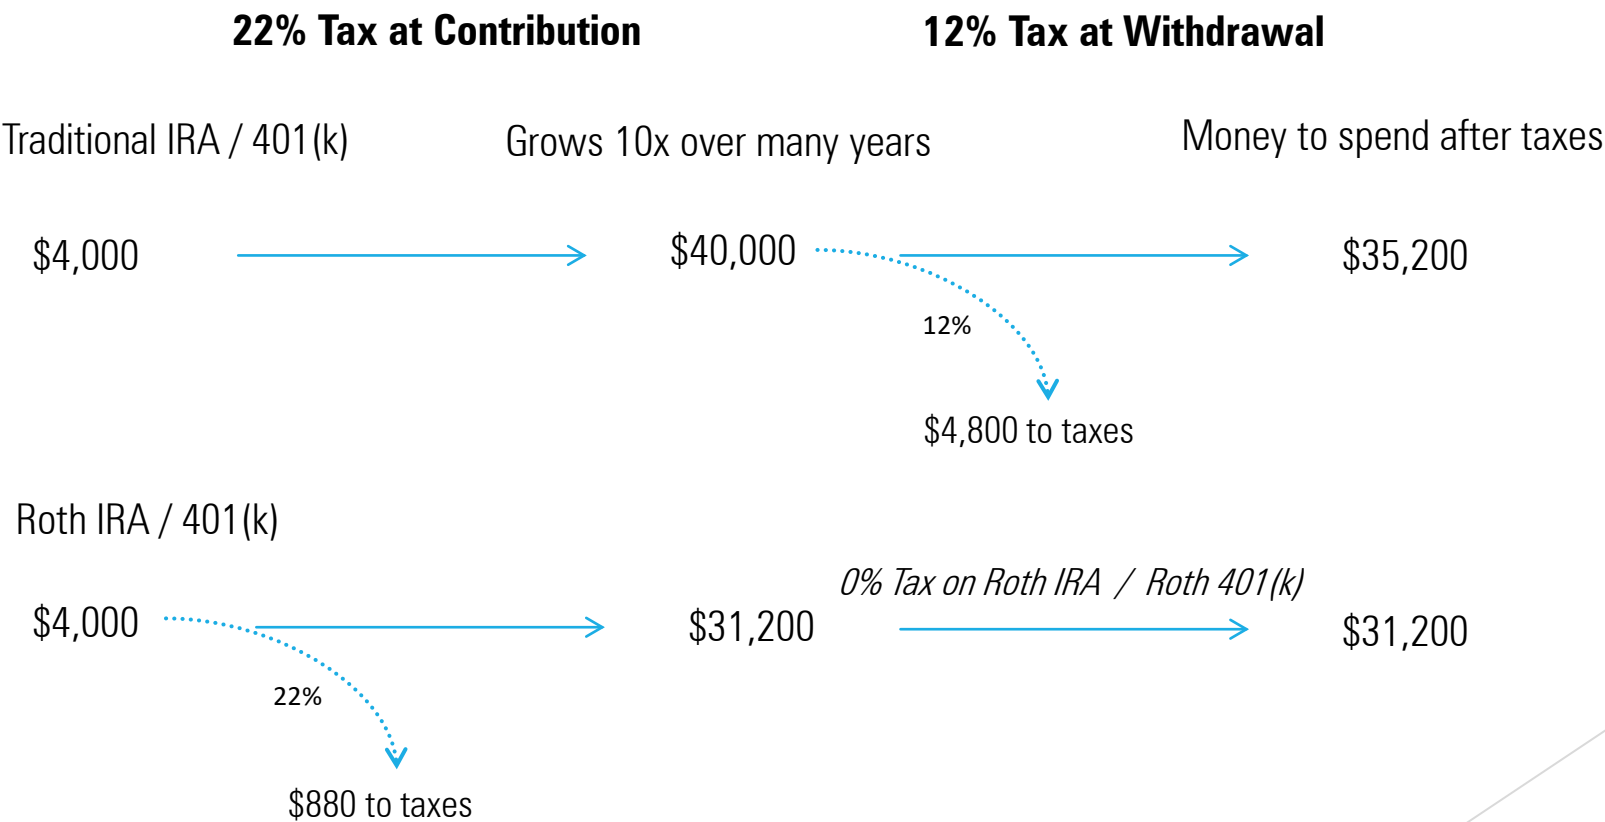 22% Tax at Contribution
12% Tax at Withdrawal
Traditional IRA / 401(k)
Grows 10x over many years
Money to spend after taxes
$4,000
$40,000
$35,200
12%
$4,800 to taxes
Roth IRA / 401(k)
0% Tax on Roth IRA / Roth 401(k)
$4,000
$31,200
$31,200
22%
$880 to taxes